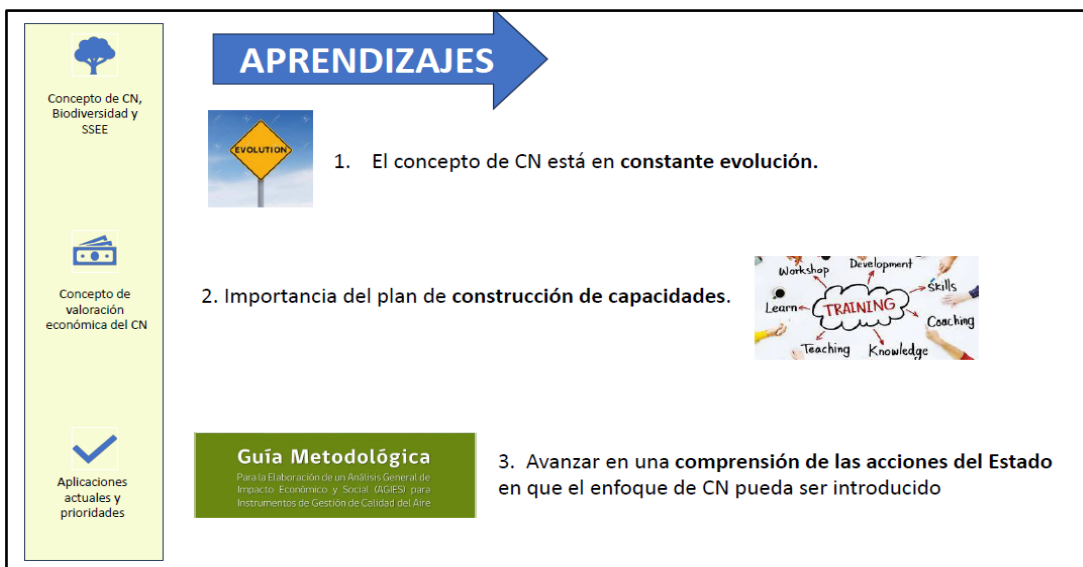 APRENDIZAJES
Concepto de CN,
Biodiversidad y
SSEE
EVOLUTION
1. El concepto de CN está en constante evolución.
Concepto de
valoración
económica del CN
2. Importancia del plan de construcción de capacidades.
Workshop
Development
Skills
Learn
TRAINING
Coaching
Teaching
Knowledge
Aplicaciones
actuales y
prioridades
Guía Metodológica
Para la Elaboración de un Análisis General de
Impacto Económico y Social (AGIES) para
Instrumentos de Gestión de Calidad del Aire
3. Avanzar en una comprensión de las acciones del Estado
en que el enfoque de CN pueda ser introducido